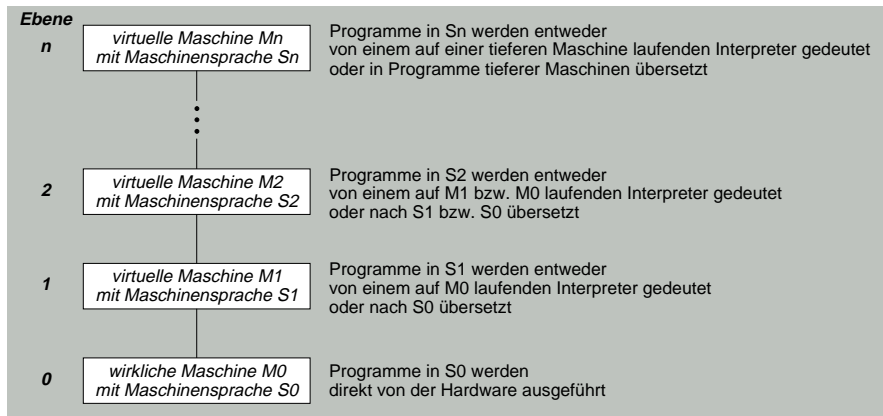 Ebene
n
virtuelle Maschine Mn
mit Maschinensprache Sn
Programme in Sn werden entweder
von einem auf einer tieferen Maschine laufenden Interpreter gedeutet
oder in Programme tieferer Maschinen übersetzt
2
virtuelle Maschine M2
mit Maschinensprache S2
Programme in S2 werden entweder
von einem auf M1 bzw. M0 laufenden Interpreter gedeutet
oder nach S1 bzw. S0 übersetzt
1
virtuelle Maschine M1
mit Maschinensprache S1
Programme in S1 werden entweder
von einem auf M0 laufenden Interpreter gedeutet
oder nach S0 übersetzt
0
wirkliche Maschine M0
mit Maschinensprache S0
Programme in S0 werden
direkt von der Hardware ausgeführt